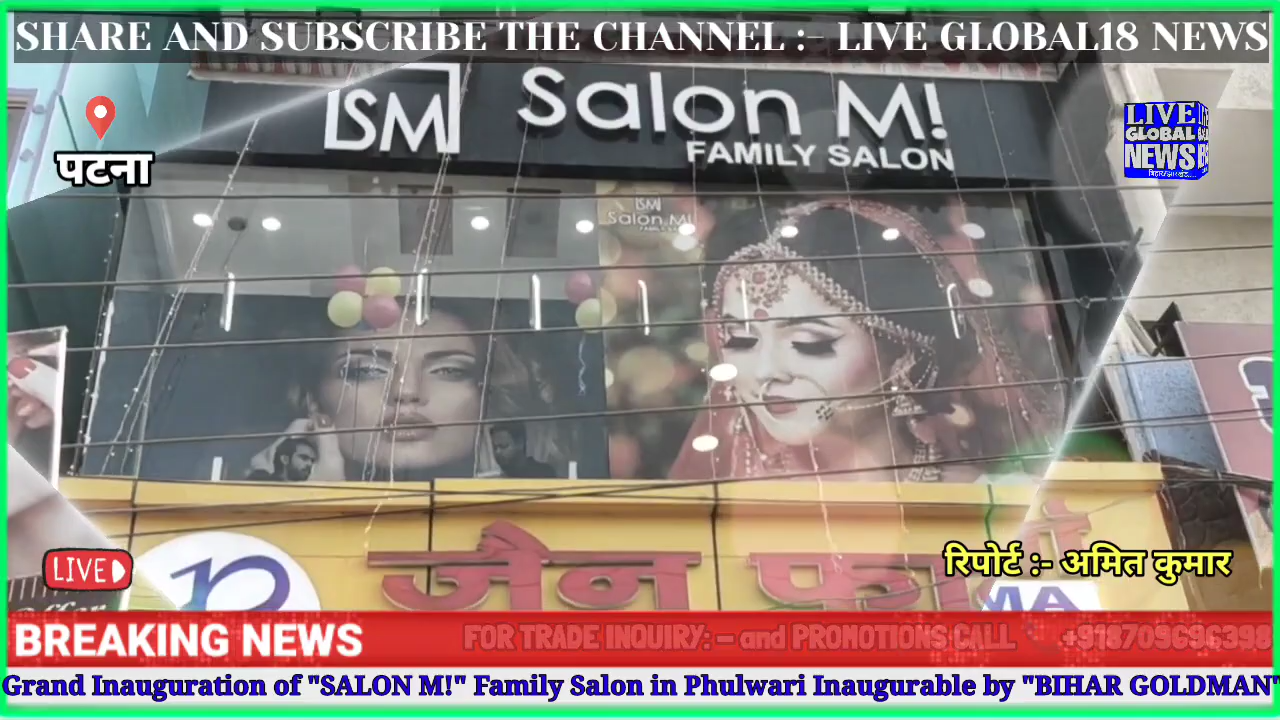 SHARE AND SUBSCRIBE THE CHANNEL :- LIVE GLOBAL18 NEWS
पटना
LSM Salon M!
FAMILY SALON
LIVE
GLOBAL
NEWS
LSM
Salon M!
जैन फार्मा
LIVE
रिपोर्ट :- अमित कुमार
BREAKING NEWS
FOR TRADE INQUIRY: – and PROMOTIONS CALL +918709696398
Grand Inauguration of "SALON M!" Family Salon in Phulwari Inaugurable by "BIHAR GOLDMAN"